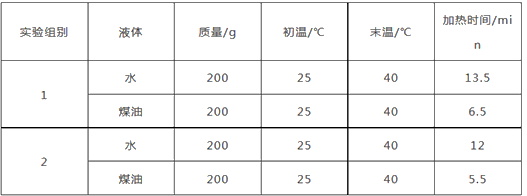 实验组别 液体 质量/g 初温/℃ 末温/℃ 加热时间/mi
n
1 水 200 25 40 13.5
煤油 200 25 40 6.5
2 水 200 25 40 12
煤油 200 25 40 5.5